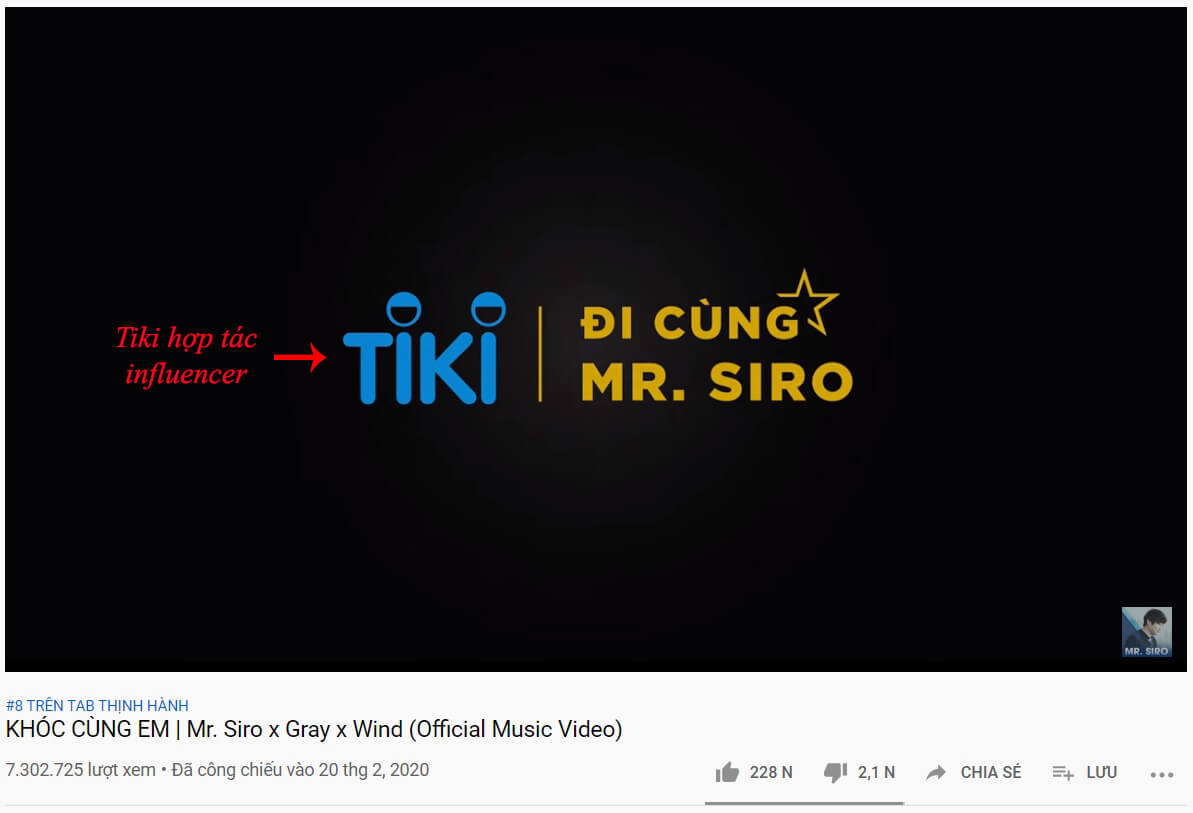 Tiki hợp tác
influencer
TiKi
ĐI CÙNG
MR. SIRO
MR. SIRO
#8 TRÊN TAB THỊNH HÀNH
KHÓC CÙNG EM | Mr. Siro x Gray x Wind (Official Music Video)
7.302.725 lượt xem • Đã công chiếu vào 20 thg 2, 2020
228 N
2,1 N
CHIA SẺ
LƯU